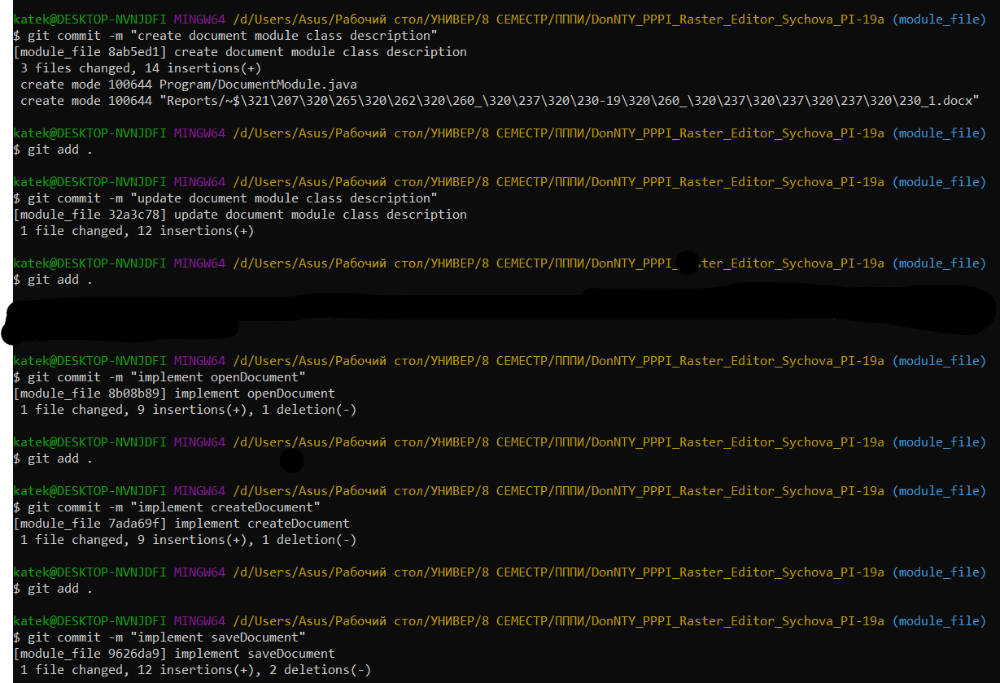 katek@DESKTOP-NVNJDFI MINGW64 /d/Users/Asus/Рабочий стол/УНИВЕР/8 СЕМЕСТР/ПППИ/DonNTY_PPPI_Raster_Editor_Sychova_PI-19a (module_file)
$ git commit -m "create document module class description"
[module_file 8ab5ed1] create document module class description
 3 files changed, 14 insertions(+)
 create mode 100644 Program/DocumentModule.java
 create mode 100644 "Reports/~$\321\207\320\265\320\262\320\260_\320\237\320\230-19\320\260_\320\237\320\237\320\237\320\230_1.docx"
katek@DESKTOP-NVNJDFI MINGW64 /d/Users/Asus/Рабочий стол/УНИВЕР/8 СЕМЕСТР/ПППИ/DonNTY_PPPI_Raster_Editor_Sychova_PI-19a (module_file)
$ git add .
katek@DESKTOP-NVNJDFI MINGW64 /d/Users/Asus/Рабочий стол/УНИВЕР/8 СЕМЕСТР/ПППИ/DonNTY_PPPI_Raster_Editor_Sychova_PI-19a (module_file)
$ git commit -m "update document module class description"
[module_file 32a3c78] update document module class description
 1 file changed, 12 insertions(+)
katek@DESKTOP-NVNJDFI MINGW64 /d/Users/Asus/Рабочий стол/УНИВЕР/8 СЕМЕСТР/ПППИ/DonNTY_PPPI_ ter_Editor_Sychova_PI-19a (module_file)
$ git add .
katek@DESKTOP-NVNJDFI MINGW64 /d/Users/Asus/Рабочий стол/УНИВЕР/8 СЕМЕСТР/ПППИ/DonNTY_PPPI_Raster_Editor_Sychova_PI-19a (module_file)
$ git commit -m "implement openDocument"
[module_file 8b08b89] implement openDocument
 1 file changed, 9 insertions(+), 1 deletion(-)
katek@DESKTOP-NVNJDFI MINGW64 /d/Users/Asus/Рабочий стол/УНИВЕР/8 СЕМЕСТР/ПППИ/DonNTY_PPPI_Raster_Editor_Sychova_PI-19a (module_file)
$ git add .
katek@DESKTOP-NVNJDFI MINGW64 /d/Users/Asus/Рабочий стол/УНИВЕР/8 СЕМЕСТР/ПППИ/DonNTY_PPPI_Raster_Editor_Sychova_PI-19a (module_file)
$ git commit -m "implement createDocument"
[module_file 7ada69f] implement createDocument
 1 file changed, 9 insertions(+), 1 deletion(-)
katek@DESKTOP-NVNJDFI MINGW64 /d/Users/Asus/Рабочий стол/УНИВЕР/8 СЕМЕСТР/ПППИ/DonNTY_PPPI_Raster_Editor_Sychova_PI-19a (module_file)
$ git add .
katek@DESKTOP-NVNJDFI MINGW64 /d/Users/Asus/Рабочий стол/УНИВЕР/8 СЕМЕСТР/ПППИ/DonNTY_PPPI_Raster_Editor_Sychova_PI-19a (module_file)
$ git commit -m "implement saveDocument"
[module_file 9626da9] implement saveDocument
 1 file changed, 12 insertions(+), 2 deletions(-)